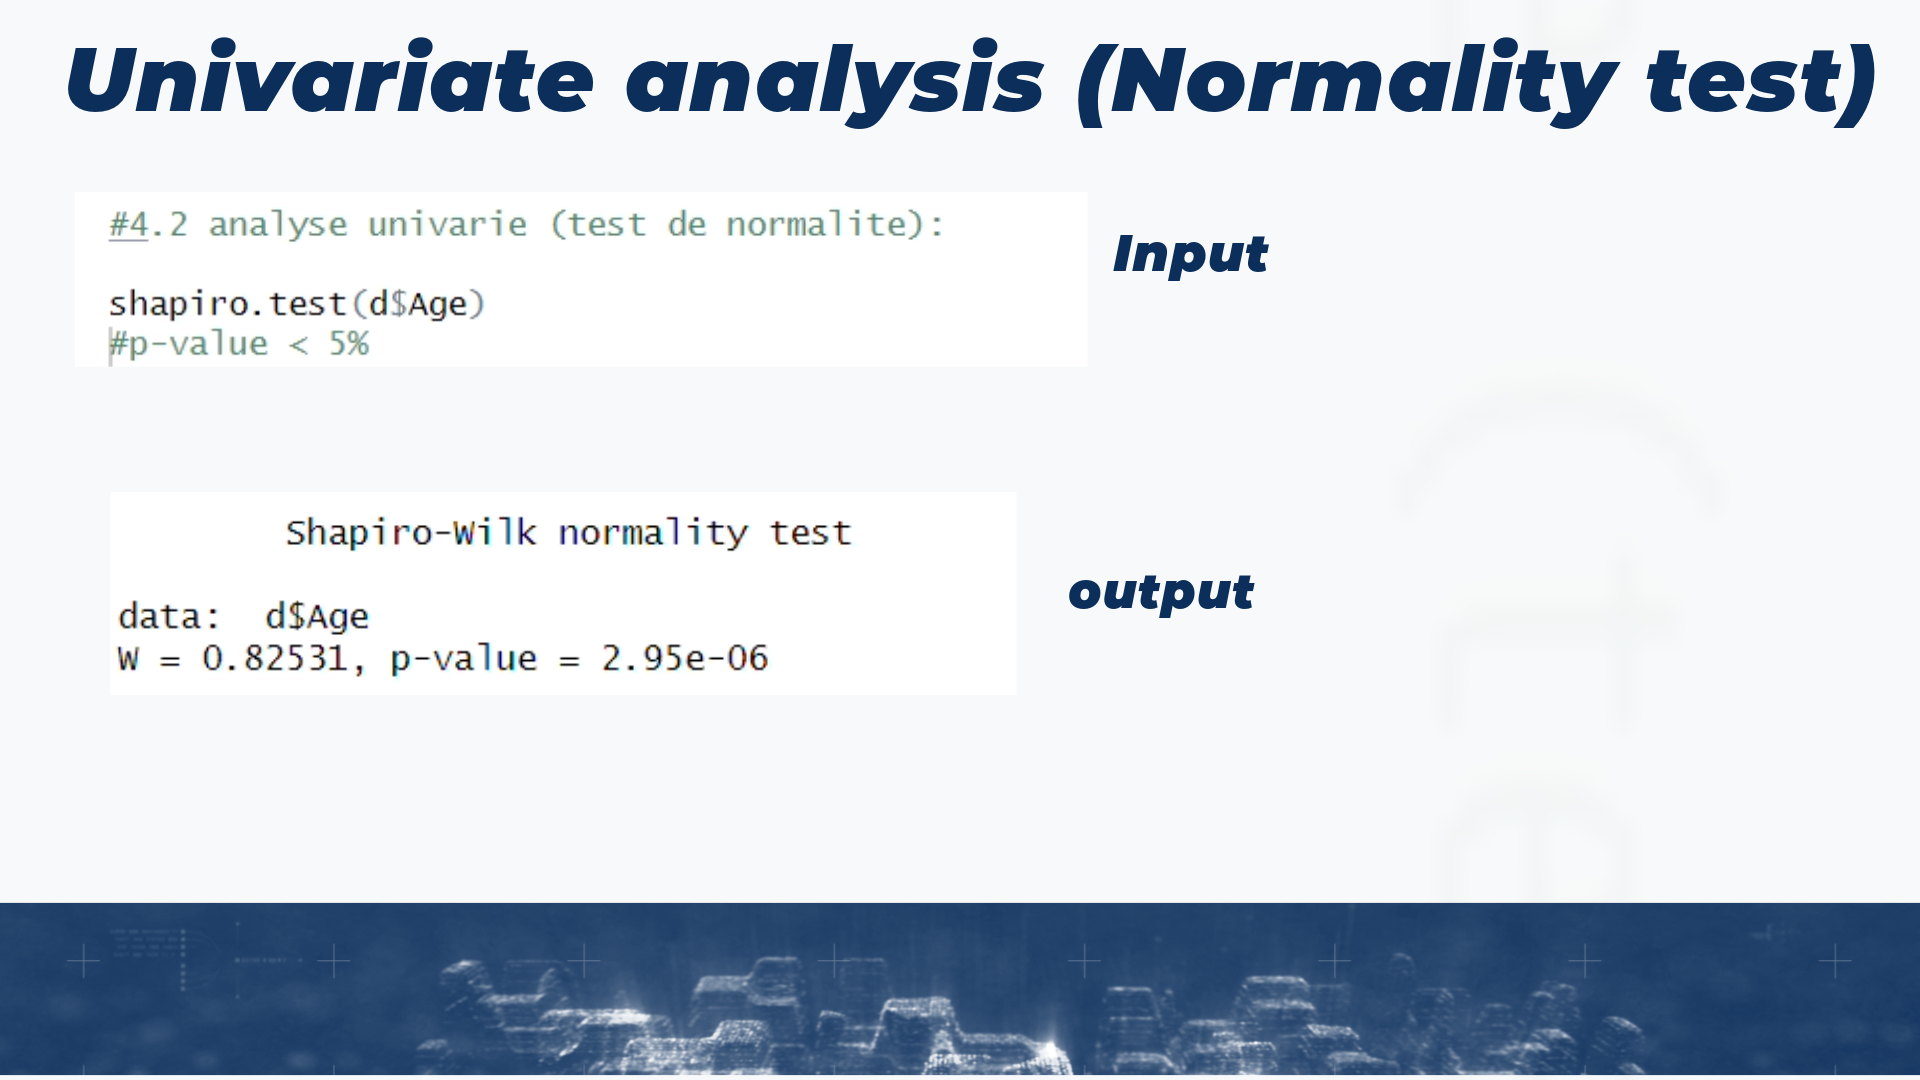 Univariate analysis (Normality test)
#4.2 analyse univarie (test de normalite):
shapiro.test(d$Age)
#p-value < 5%
Input
Shapiro-Wilk normality test
data:  d$Age
W = 0.82531, p-value = 2.95e-06
output